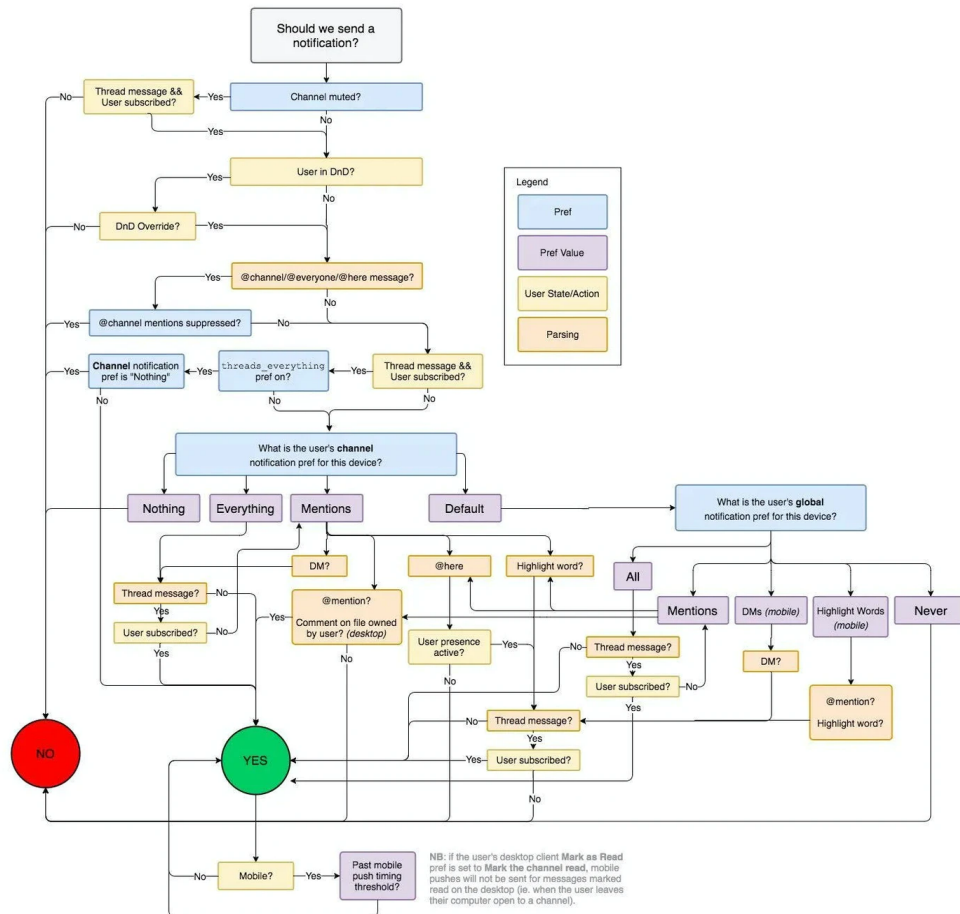 Should we send a
notification?
No
Thread message &&
User subscribed?
Yes
Channel muted?
Yes
No
Yes
User in DnD?
No
No
DnD Override?
Yes
Legend
Pref
Pref Value
User State/Action
Parsing
Yes
@channel/@everyone/@here message?
No
Yes
@channel mentions suppressed?
No
Yes
Channel notification
pref is "Nothing"
Yes
threads_everything
pref on?
Yes
Thread message &&
User subscribed?
No
No
No
What is the user's channel
notification pref for this device?
Nothing
Everything
Mentions
Default
What is the user's global
notification pref for this device?
DM?
@here
Highlight word?
All
Mentions
DMs (mobile)
Highlight Words
(mobile)
Never
Thread message?
No
Yes
User subscribed?
No
Yes
Yes
@mention?
Comment on file owned
by user? (desktop)
No
User presence
active?
Yes
No
No
Thread message?
Yes
User subscribed?
No
Yes
DM?
@mention?
Highlight word?
No
Thread message?
Yes
Yes
User subscribed?
No
NO
YES
No
Mobile?
Yes
Past mobile
push timing
threshold?
NB: if the user's desktop client Mark as Read
pref is set to Mark the channel read, mobile
pushes will not be sent for messages marked
read on the desktop (ie. when the user leaves
their computer open to a channel).